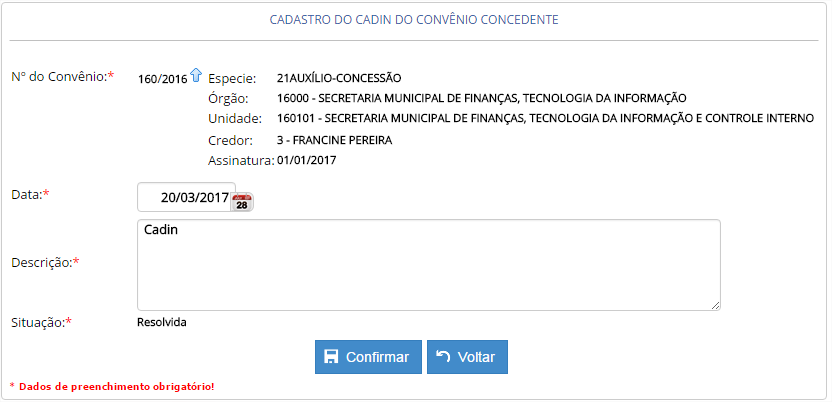 CADASTRO DO CADIN DO CONVÊNIO CONCEDENTE
Nº do Convênio:* 160/2016 Especie: 21AUXÍLIO-CONCESSÃO
Órgão: 16000 - SECRETARIA MUNICIPAL DE FINANÇAS, TECNOLOGIA DA INFORMAÇÃO
Unidade: 160101 - SECRETARIA MUNICIPAL DE FINANÇAS, TECNOLOGIA DA INFORMAÇÃO E CONTROLE INTERNO
Credor: 3 - FRANCINE PEREIRA
Assinatura: 01/01/2017
Data:* 20/03/2017 28
Cadin
Descrição:*
Situação:* Resolvida
Confirmar Voltar
* Dados de preenchimento obrigatório!